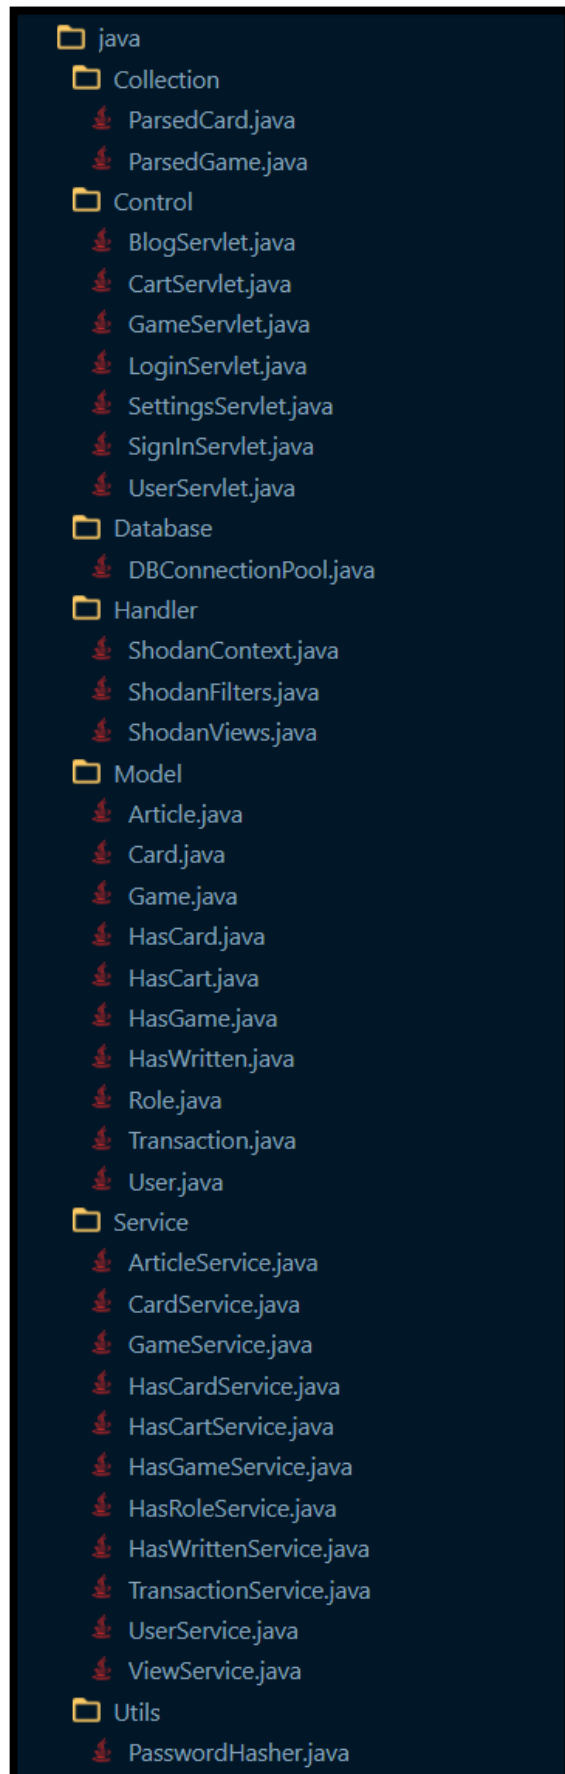 java
Collection
ParsedCard.java
ParsedGame.java
Control
BlogServlet.java
CartServlet.java
GameServlet.java
LoginServlet.java
SettingsServlet.java
SignInServlet.java
UserServlet.java
Database
DBConnectionPool.java
Handler
ShodanContext.java
ShodanFilters.java
ShodanViews.java
Model
Article.java
Card.java
Game.java
HasCard.java
HasCart.java
HasGame.java
HasWritten.java
Role.java
Transaction.java
User.java
Service
ArticleService.java
CardService.java
GameService.java
HasCardService.java
HasCartService.java
HasGameService.java
HasRoleService.java
HasWrittenService.java
TransactionService.java
UserService.java
ViewService.java
Utils
PasswordHasher.java